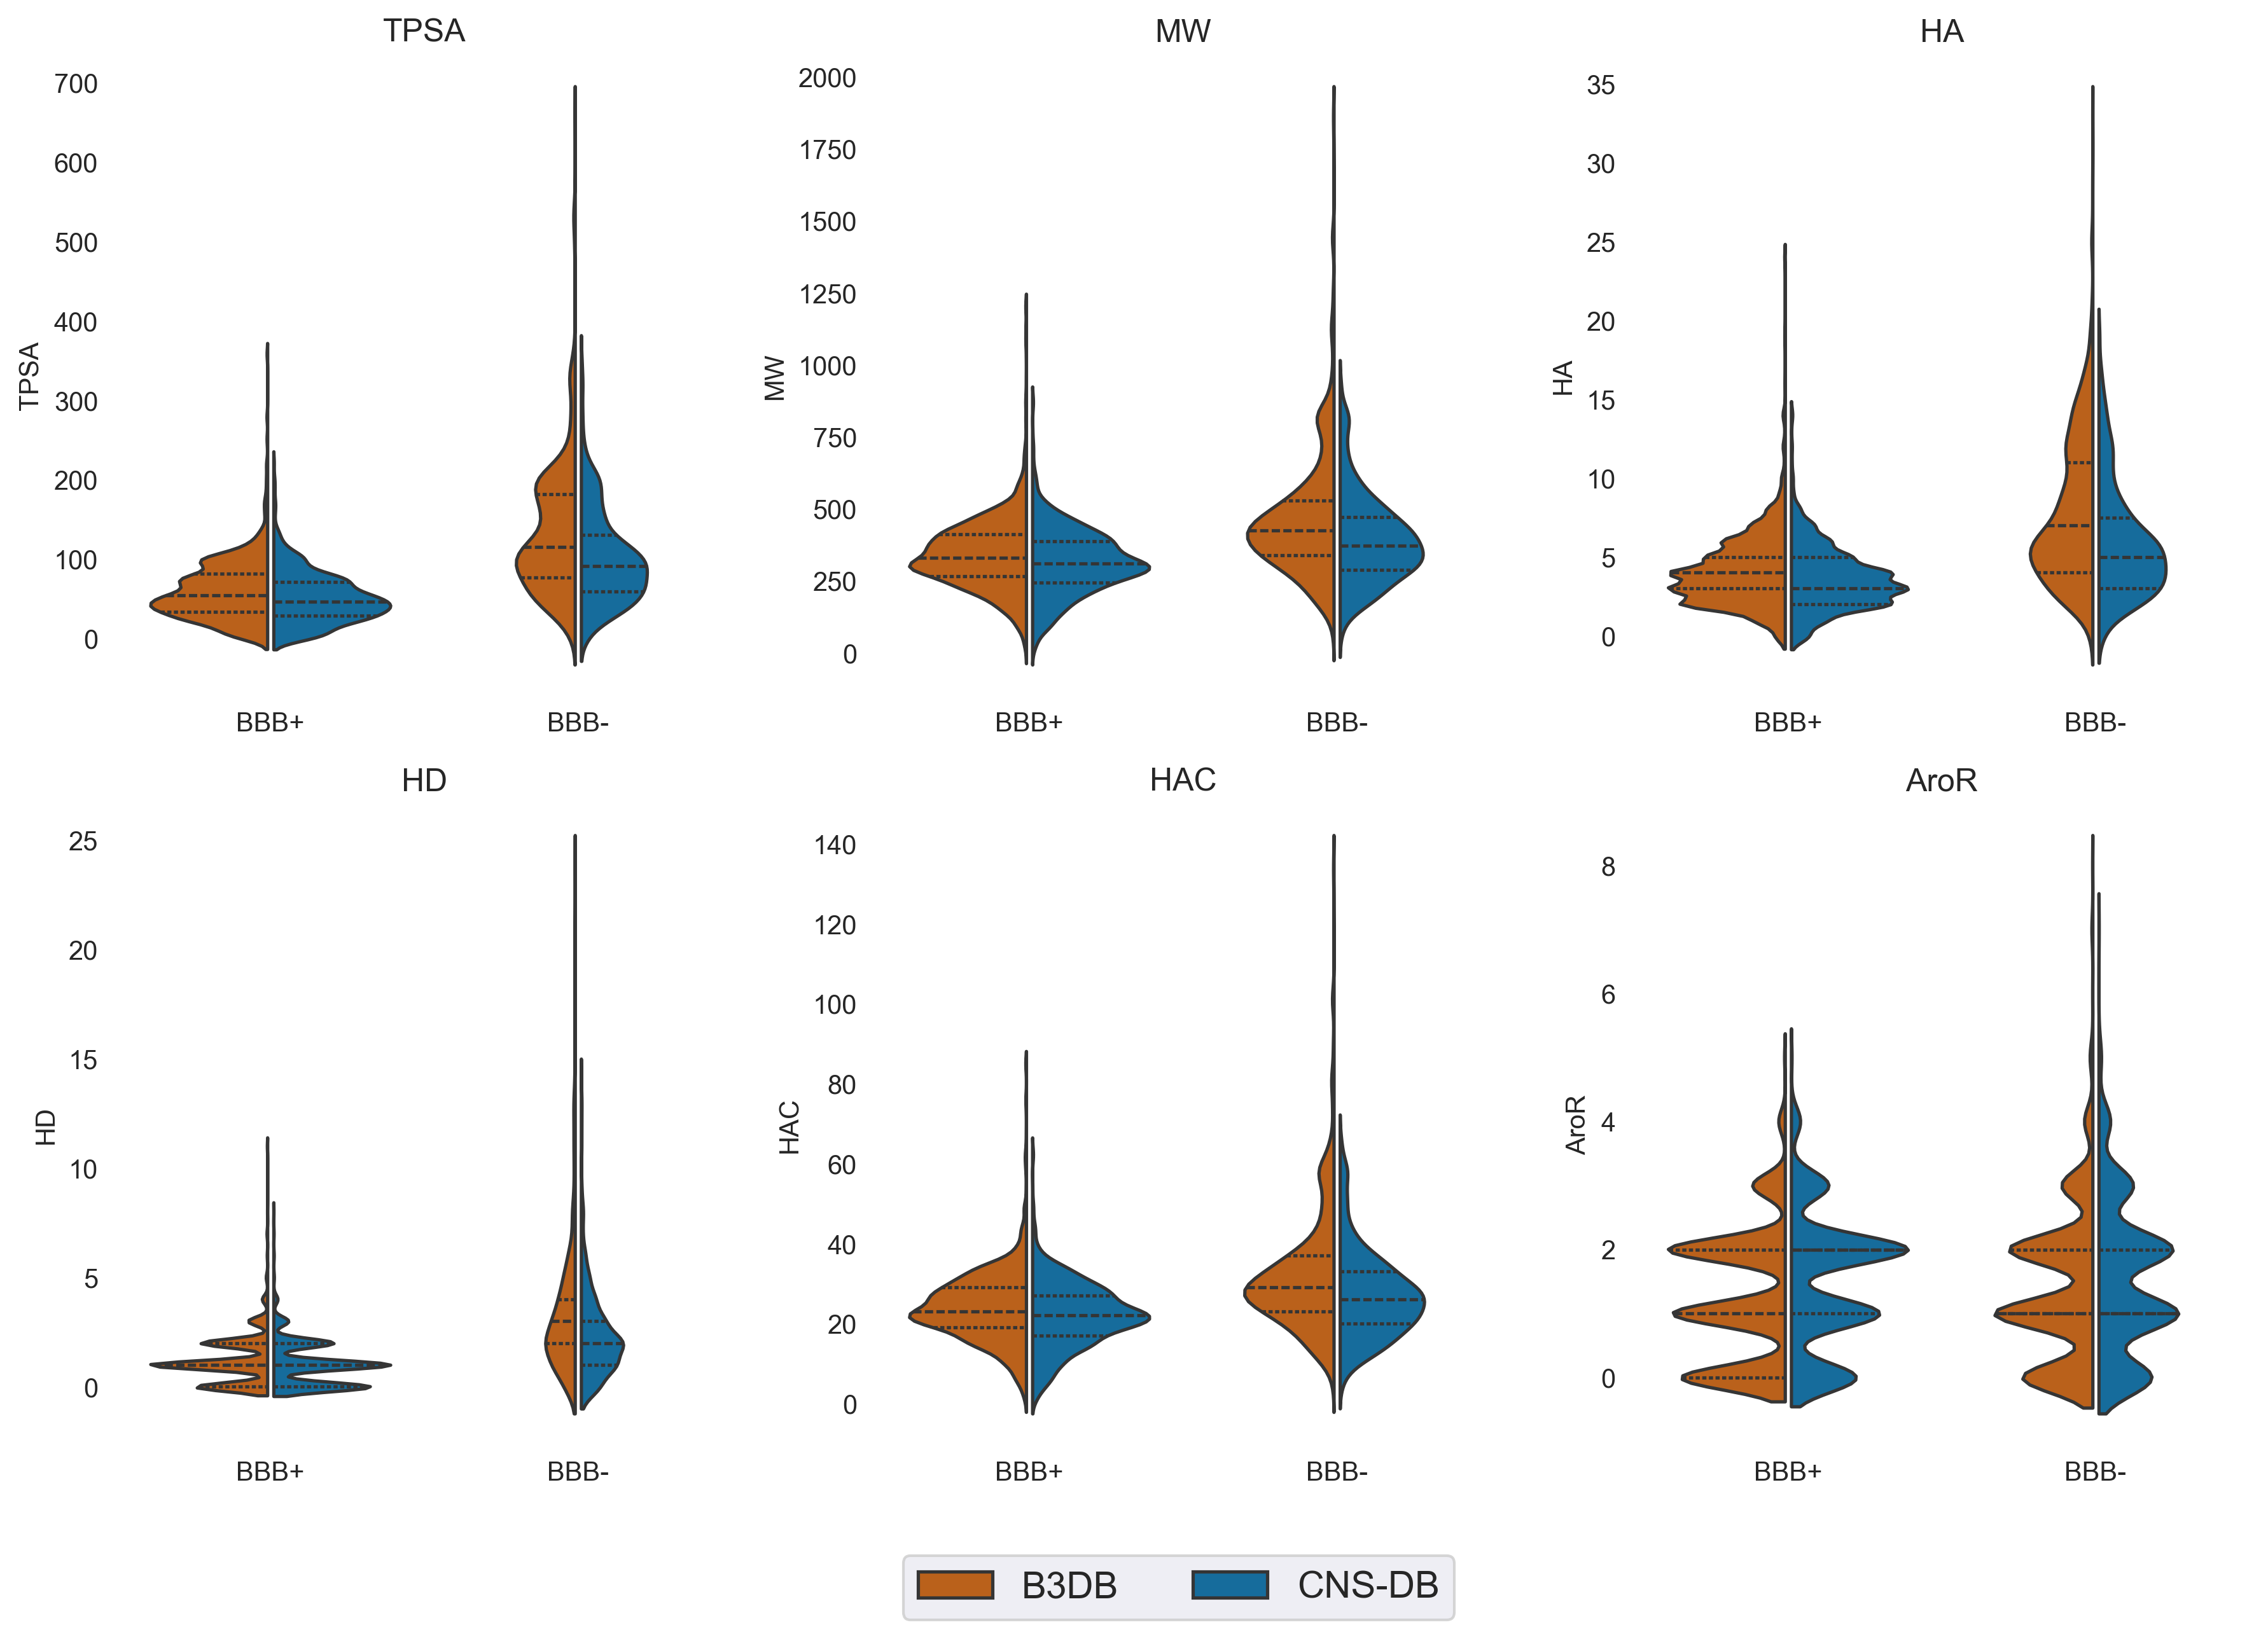 TPSA
MW
HA
700
600
500
400
300
200
100
0
TPSA
BBB+
BBB-
2000
1750
1500
1250
1000
750
500
250
0
MW
BBB+
BBB-
35
30
25
20
15
10
5
0
HA
BBB+
BBB-
HD
HAC
AroR
25
20
15
10
5
0
HD
BBB+
BBB-
140
120
100
80
60
40
20
0
HAC
BBB+
BBB-
8
6
4
2
0
AroR
BBB+
BBB-
B3DB CNS-DB